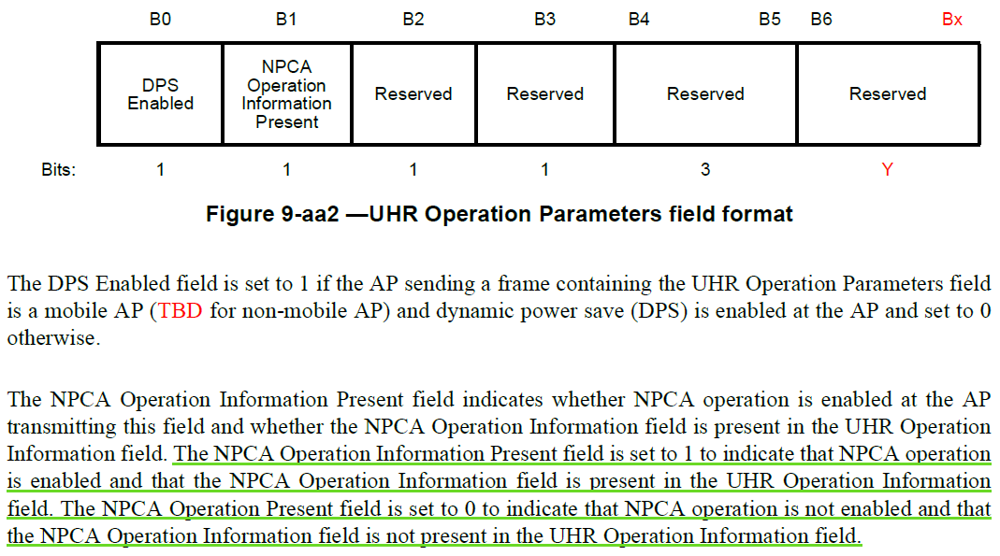 B0 B1 B2 B3 B4 B5 B6 Bx
DPS Enabled NPCA Operation Information Present Reserved Reserved Reserved Reserved
Bits: 1 1 1 1 3 Y
Figure 9-aa2 —UHR Operation Parameters field format
The DPS Enabled field is set to 1 if the AP sending a frame containing the UHR Operation Parameters field
is a mobile AP (TBD for non-mobile AP) and dynamic power save (DPS) is enabled at the AP and set to 0
otherwise.
The NPCA Operation Information Present field indicates whether NPCA operation is enabled at the AP
transmitting this field and whether the NPCA Operation Information field is present in the UHR Operation
Information field. The NPCA Operation Information Present field is set to 1 to indicate that NPCA operation
is enabled and that the NPCA Operation Information field is present in the UHR Operation Information
field. The NPCA Operation Present field is set to 0 to indicate that NPCA operation is not enabled and that
the NPCA Operation Information field is not present in the UHR Operation Information field.